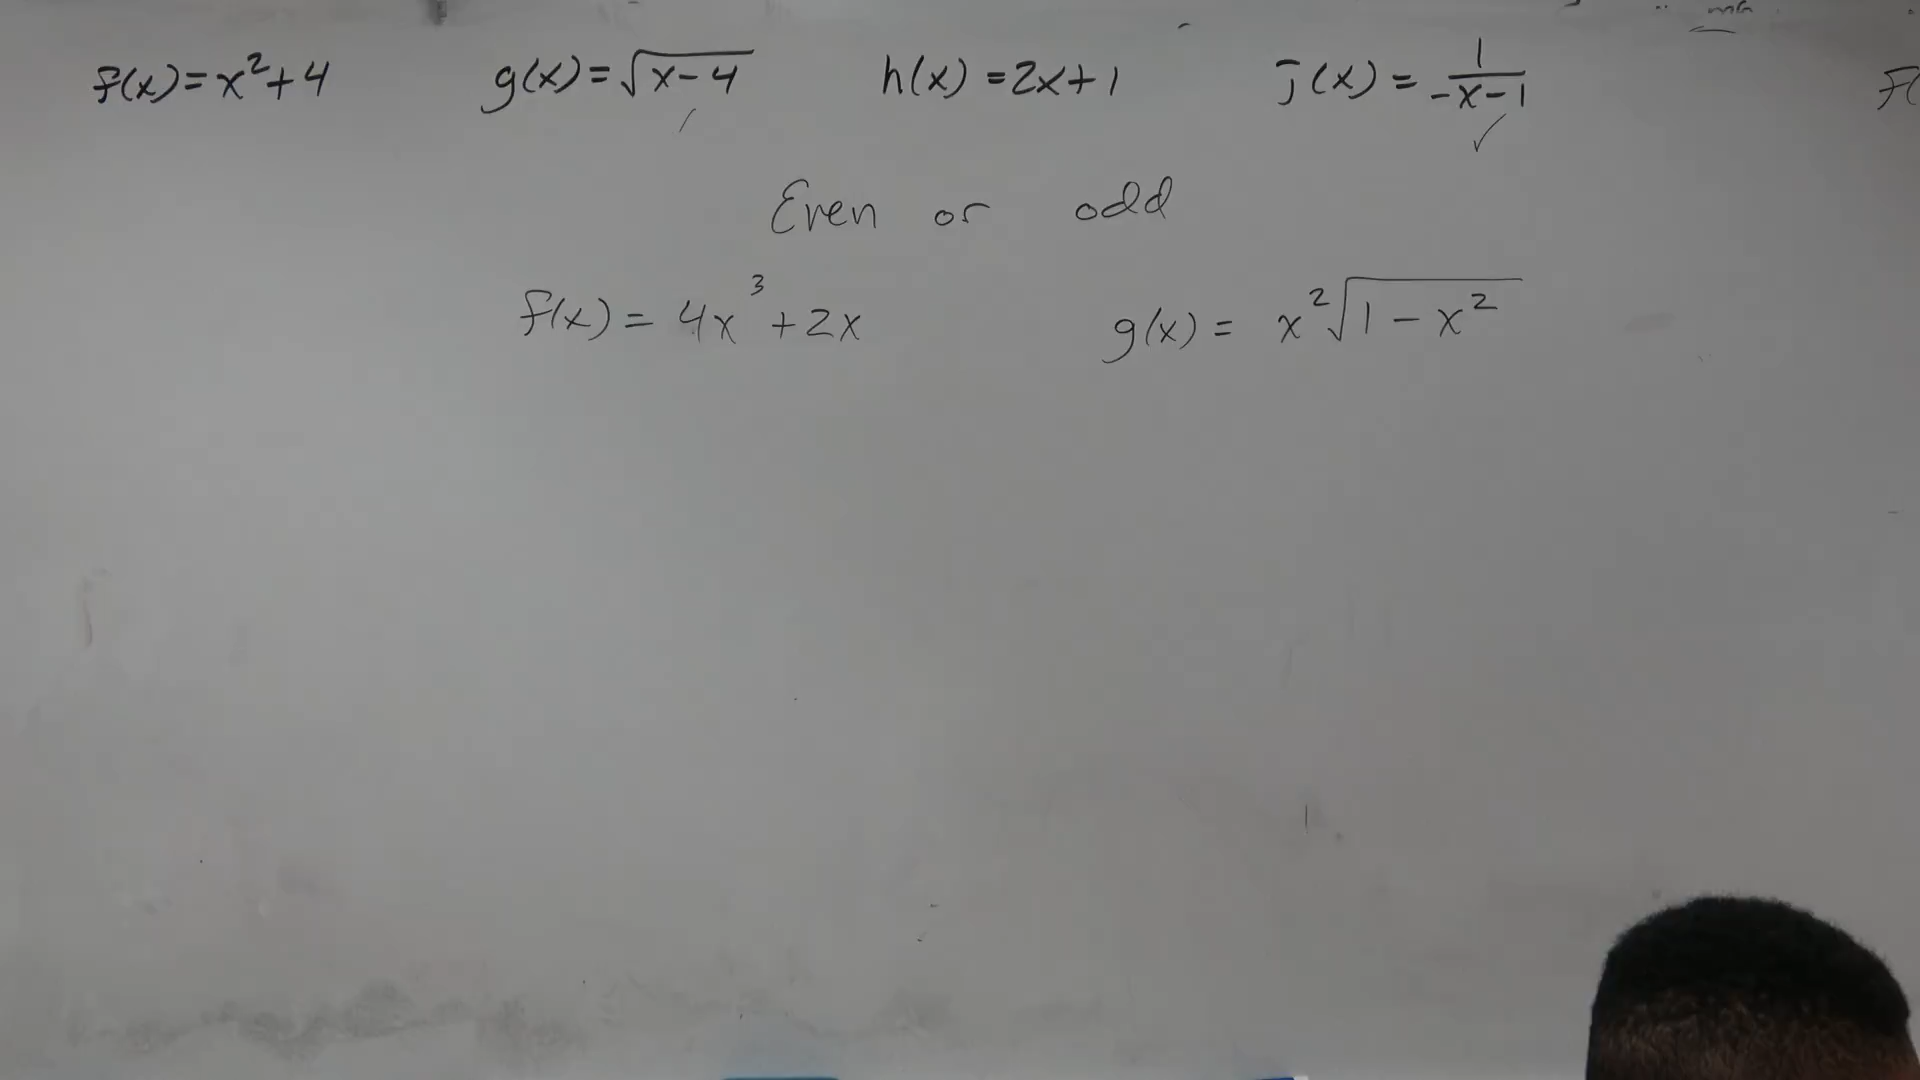 f(x)=x²+4 g(x)=√(x-4) h(x)=2x+1 j(x)=1/(-x-1) F(
Even or odd
f(x)= 4x³+2x g(x)= x²√(1-x²)